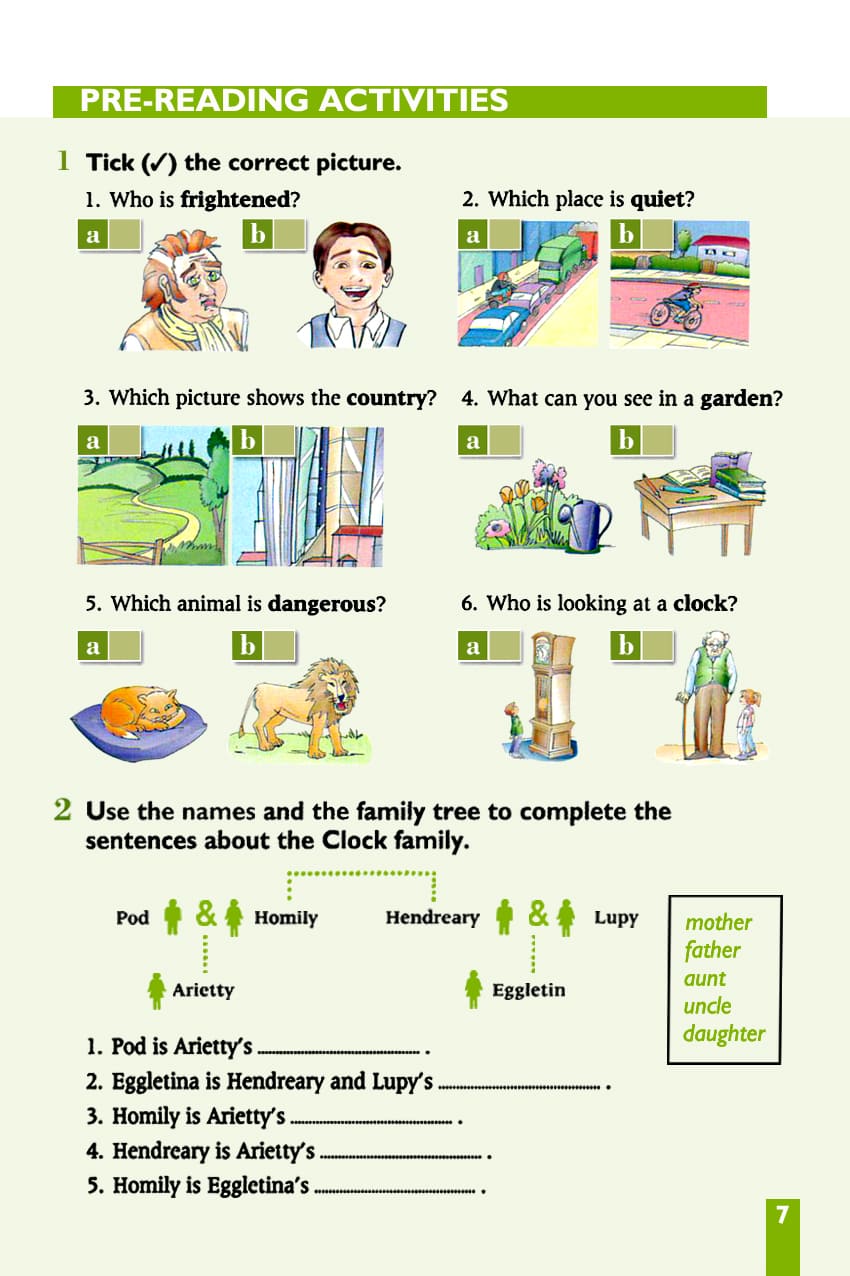 PRE-READING ACTIVITIES
1 Tick (✓) the correct picture.
1. Who is frightened?
a
b
2. Which place is quiet?
a
b
3. Which picture shows the country?
a
b
4. What can you see in a garden?
a
b
5. Which animal is dangerous?
a
b
6. Who is looking at a clock?
a
b
2 Use the names and the family tree to complete the
sentences about the Clock family.
Pod & Homily Hendreary & Lupy
Arietty Eggletin
mother
father
aunt
uncle
daughter
1. Pod is Arietty's ............................................ .
2. Eggletina is Hendreary and Lupy's ............................................ .
3. Homily is Arietty's ............................................ .
4. Hendreary is Arietty's ............................................ .
5. Homily is Eggletina's ............................................ .
7